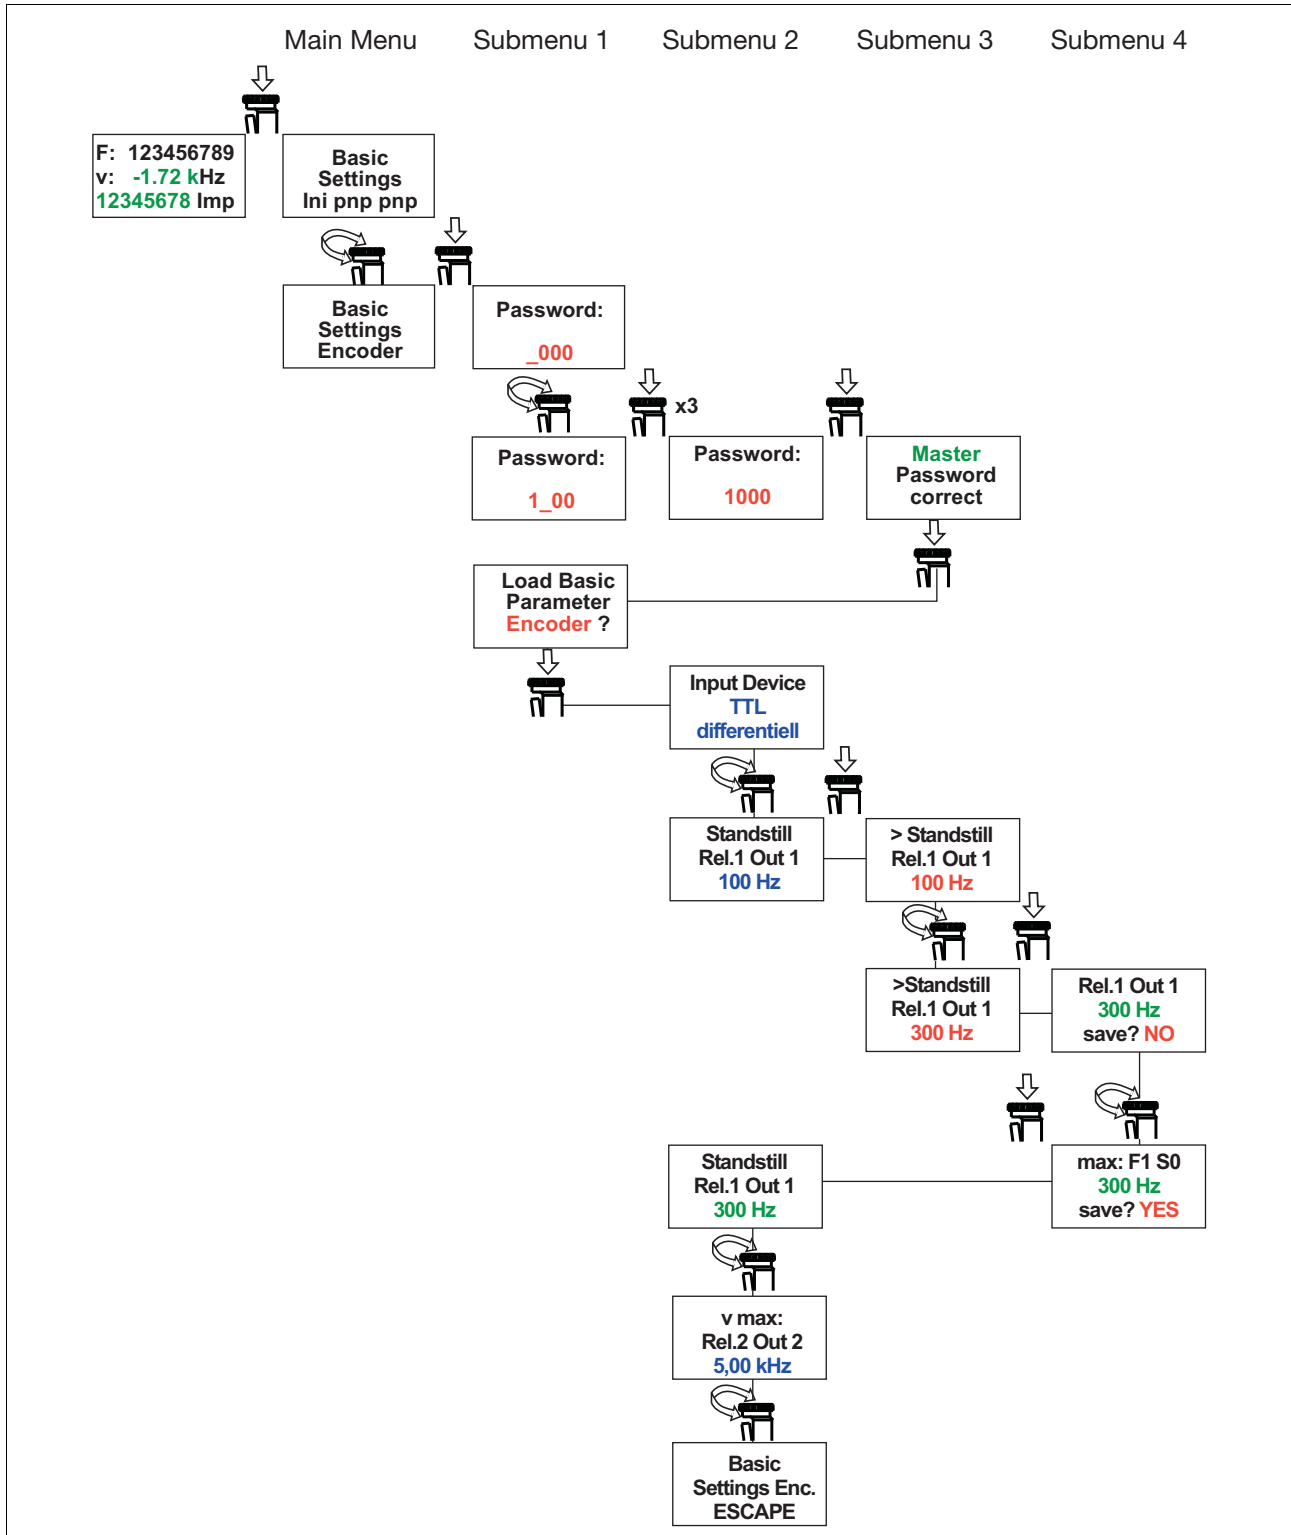 Main Menu
Submenu 1
Submenu 2
Submenu 3
Submenu 4
F: 123456789
v: -1.72 kHz
12345678 Imp
Basic
Settings
Ini pnp pnp
Basic
Settings
Encoder
Password:
_000
x3
Password:
1_00
Password:
1000
Master
Password
correct
Load Basic
Parameter
Encoder ?
Input Device
TTL
differentiell
Standstill
Rel.1 Out 1
100 Hz
> Standstill
Rel.1 Out 1
100 Hz
>Standstill
Rel.1 Out 1
300 Hz
Rel.1 Out 1
300 Hz
save? NO
Standstill
Rel.1 Out 1
300 Hz
max: F1 S0
300 Hz
save? YES
v max:
Rel.2 Out 2
5,00 kHz
Basic
Settings Enc.
ESCAPE